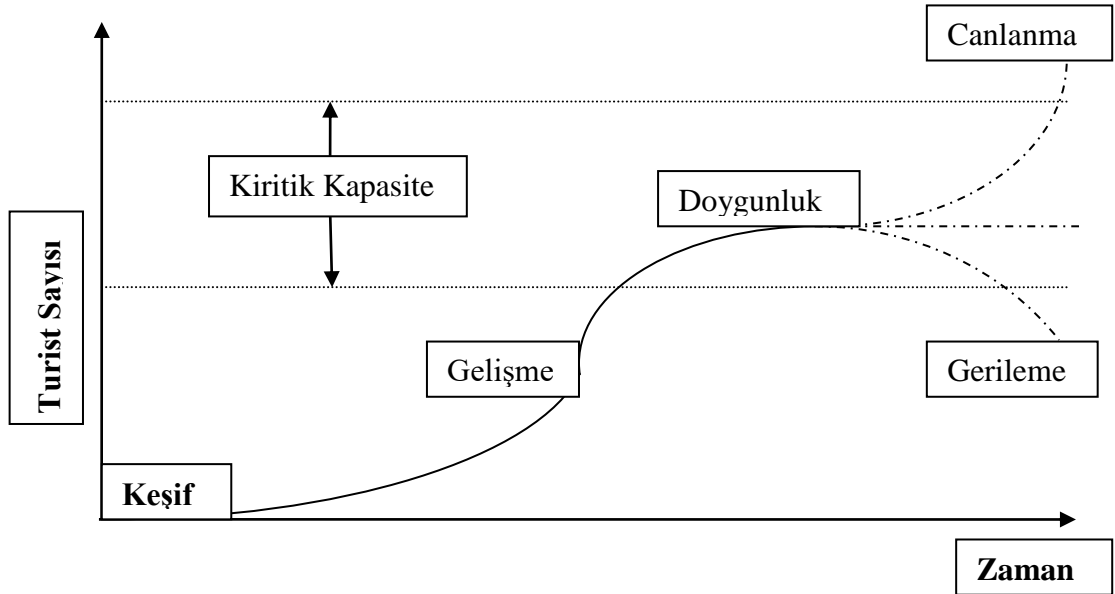 Canlanma
Kiritik Kapasite
Doygunluk
Turist Sayısı
Gelişme
Gerileme
Keşif
Zaman